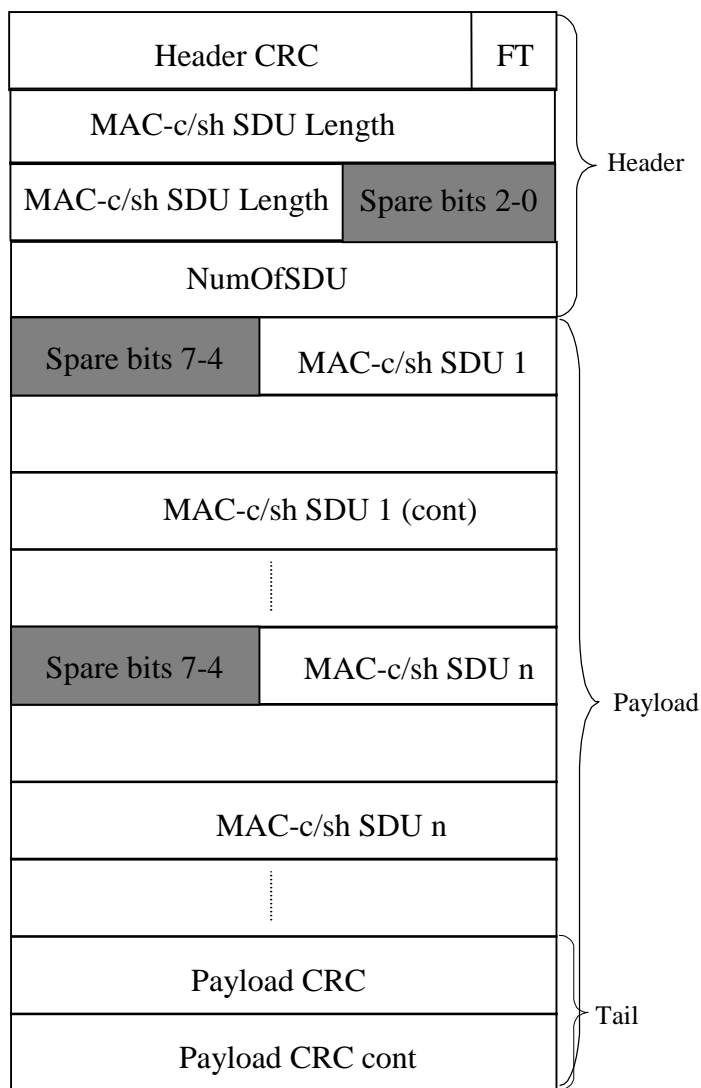 Header CRC FT
MAC-c/sh SDU Length
MAC-c/sh SDU Length Spare bits 2-0
Header
NumOfSDU
Spare bits 7-4 MAC-c/sh SDU 1
MAC-c/sh SDU 1 (cont)
Spare bits 7-4 MAC-c/sh SDU n
Payload
MAC-c/sh SDU n
Payload CRC
Tail
Payload CRC cont